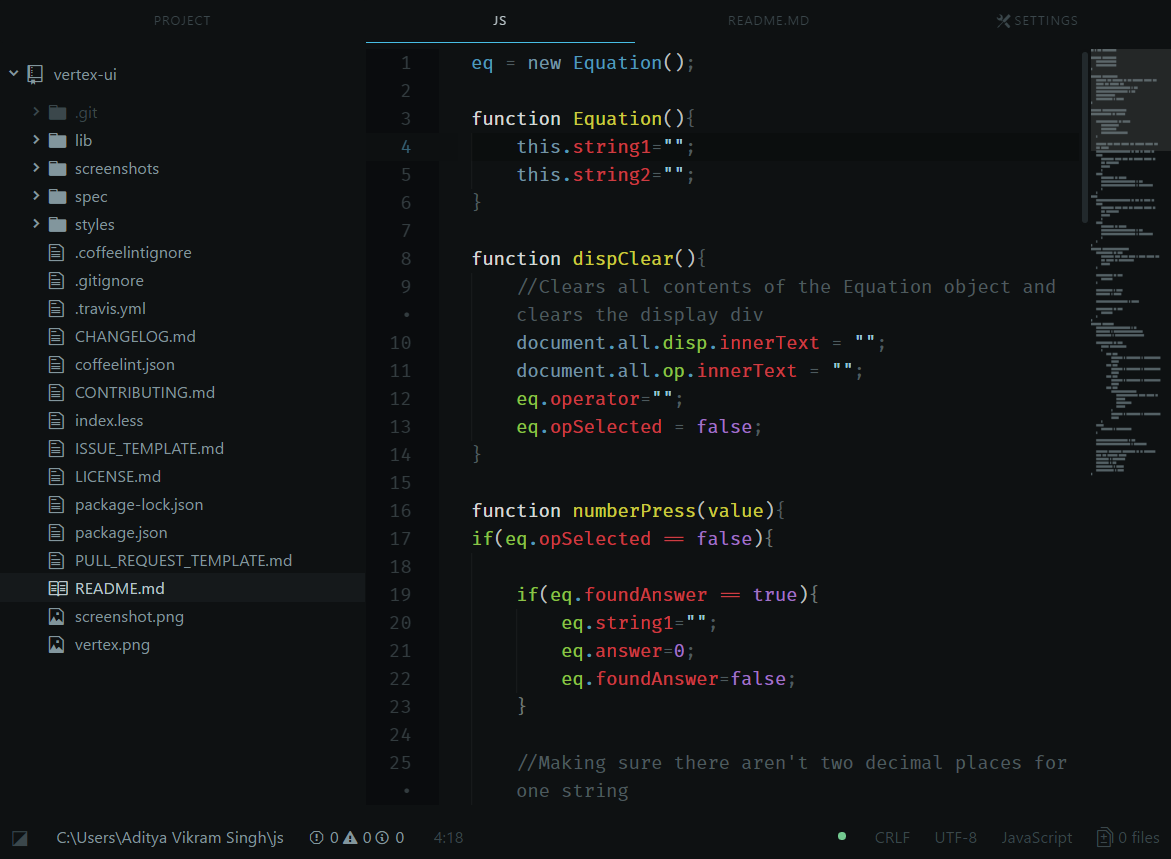 PROJECT
JS
README.MD
SETTINGS
vertex-ui
.git
lib
screenshots
spec
styles
.coffeelintignore
.gitignore
.travis.yml
CHANGELOG.md
coffeelint.json
CONTRIBUTING.md
index.less
ISSUE_TEMPLATE.md
LICENSE.md
package-lock.json
package.json
PULL_REQUEST_TEMPLATE.md
README.md
screenshot.png
vertex.png
1 eq = new Equation();
2
3 function Equation(){
4 this.string1="";
5 this.string2="";
6 }
7
8 function dispClear(){
9 //Clears all contents of the Equation object and
• clears the display div
10 document.all.disp.innerText = "";
11 document.all.op.innerText = "";
12 eq.operator="";
13 eq.opSelected = false;
14 }
15
16 function numberPress(value){
17 if(eq.opSelected == false){
18
19 if(eq.foundAnswer == true){
20 eq.string1="";
21 eq.answer=0;
22 eq.foundAnswer=false;
23 }
24
25 //Making sure there aren't two decimal places for
• one string
C:\Users\Aditya Vikram Singh\js 0 0 0 4:18 CRLF UTF-8 JavaScript 0 files